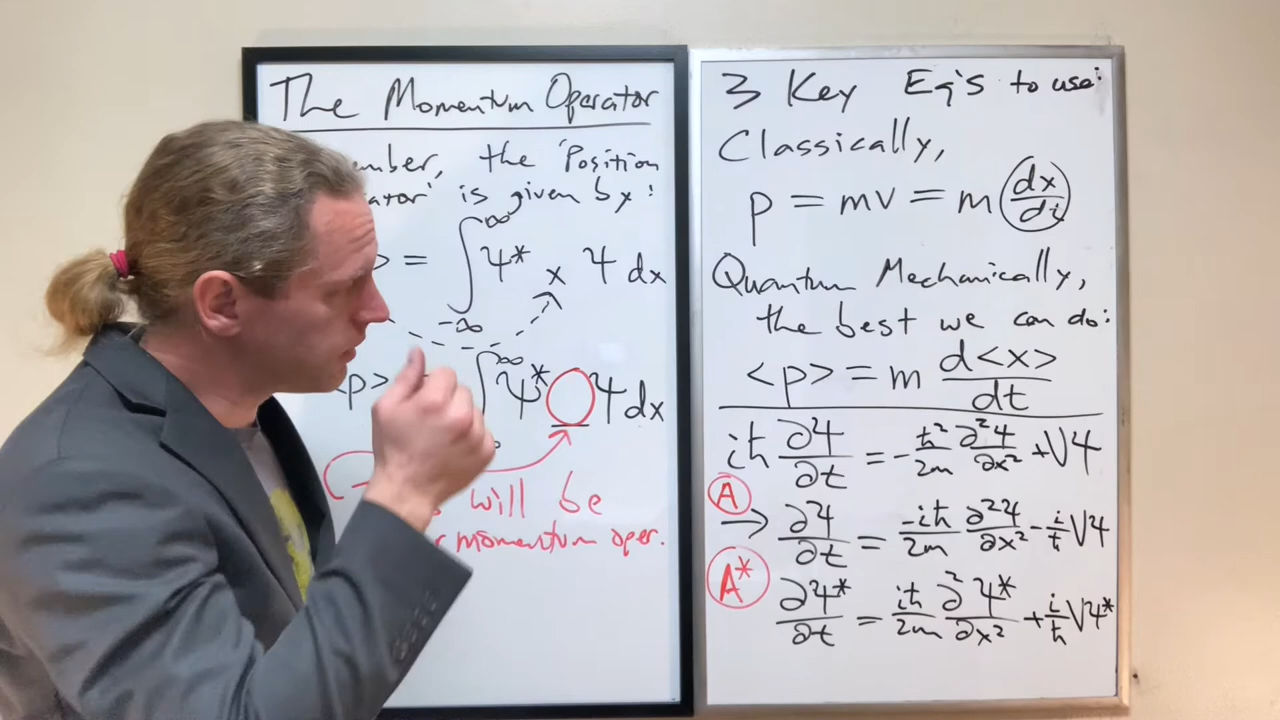 The Momentum Operator
mber, the 'Position
ator' is given by:
> = ∫_{-∞}^{∞} Ψ* x Ψ dx
<p> = ∫^{∞} Ψ* Ψ dx
will be
momentum oper.
3 Key Eq's to use:
Classically,
p = mv = m (dx/dt)
Quantum Mechanically,
the best we can do:
<p> = m d<x>/dt
iħ ∂Ψ/∂t = -ħ²/2m ∂²Ψ/∂x² + VΨ
(A) → ∂Ψ/∂t = -iħ/2m ∂²Ψ/∂x² - i/ħ VΨ
(A*) ∂Ψ*/∂t = iħ/2m ∂²Ψ*/∂x² + i/ħ VΨ*